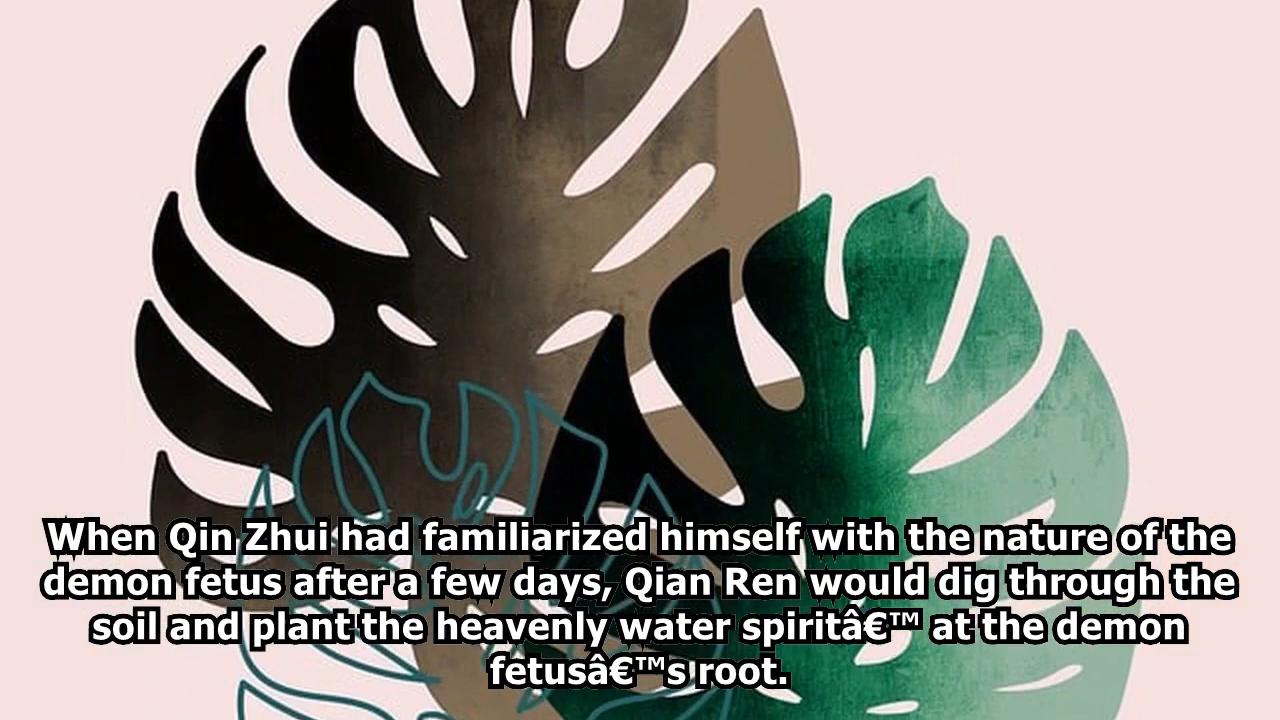 When Qin Zhui had familiarized himself with the nature of the
demon fetus after a few days, Qian Ren would dig through the
soil and plant the heavenly water spiritâ€™ at the demon
fetusâ€™s root.